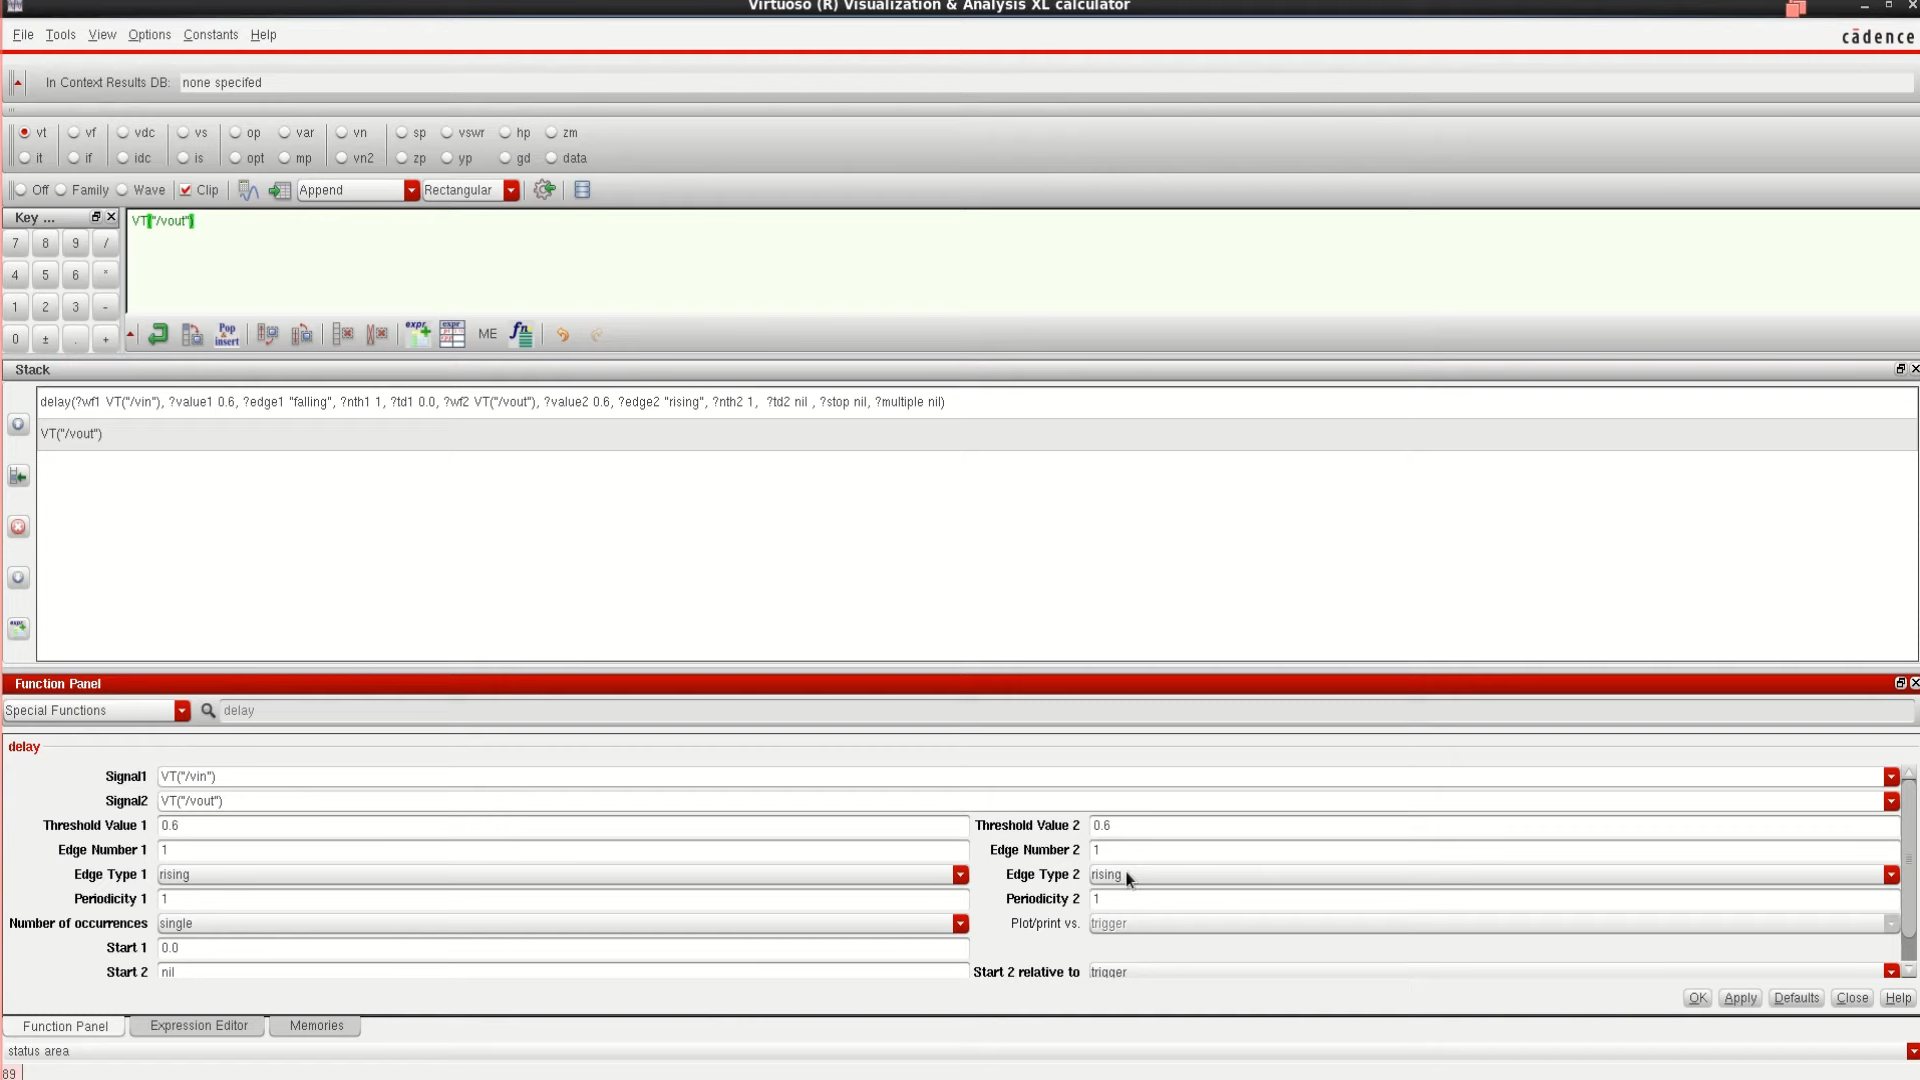 Virtuoso (R) Visualization & Analysis XL calculator
File Tools View Options Constants Help
cādence
In Context Results DB: none specifed
vt vf vdc vs op var vn sp vswr hp zm
it if idc is opt mp vn2 zp yp gd data
Off Family Wave Clip Append Rectangular
Key ...
VT("/vout")
7 8 9 /
4 5 6 *
1 2 3 -
0 ± . +
Pop insert
expr
expr
ME
fn
Stack
delay(?wf1 VT("/vin"), ?value1 0.6, ?edge1 "falling", ?nth1 1, ?td1 0.0, ?wf2 VT("/vout"), ?value2 0.6, ?edge2 "rising", ?nth2 1,  ?td2 nil , ?stop nil, ?multiple nil)
VT("/vout")
expr
Function Panel
Special Functions delay
delay
Signal1 VT("/vin")
Signal2 VT("/vout")
Threshold Value 1 0.6 Threshold Value 2 0.6
Edge Number 1 1 Edge Number 2 1
Edge Type 1 rising Edge Type 2 rising
Periodicity 1 1 Periodicity 2 1
Number of occurrences single Plot/print vs. trigger
Start 1 0.0
Start 2 nil Start 2 relative to trigger
OK Apply Defaults Close Help
Function Panel Expression Editor Memories
status area
89